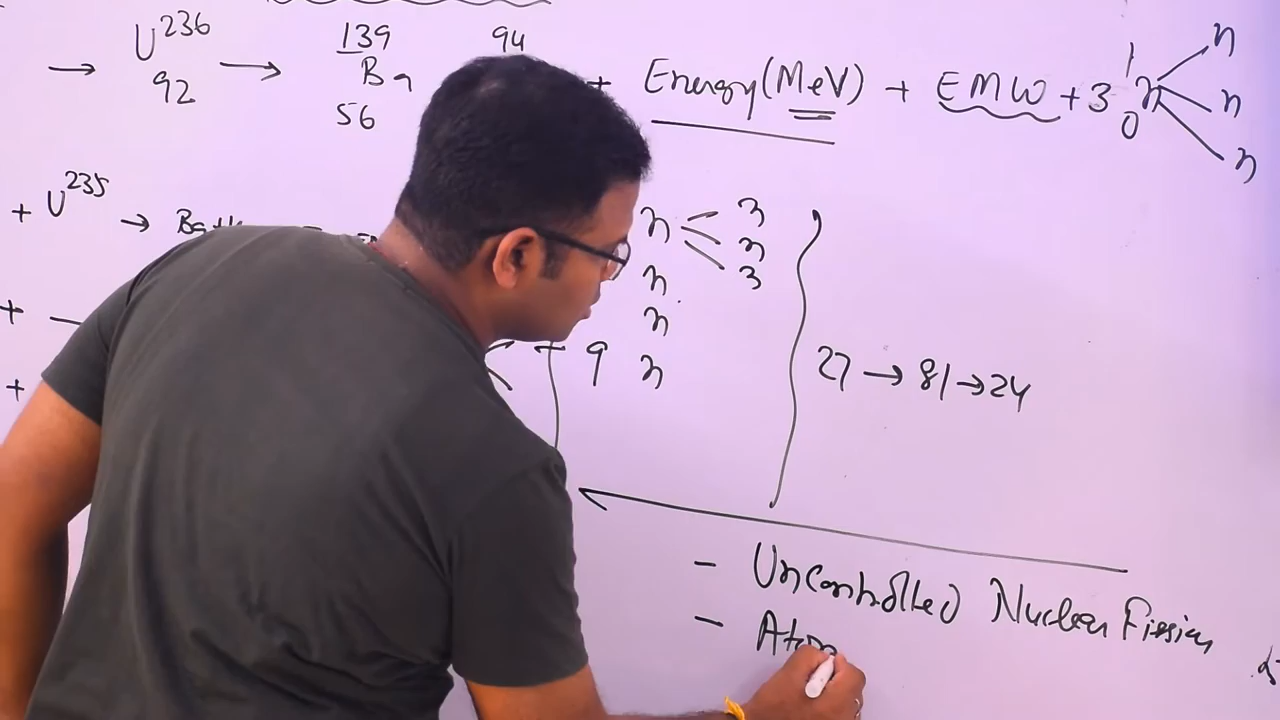 → U 236 92 → 139 Ba 56 94 + Energy (MeV) + EMW + 3 1 n 0 n n n
+ U 235 → Ba + n 3 n 3
n
n
+
+ + 9 n 27 → 81 → 24
- Uncontrolled Nuclear Fission
- Atom